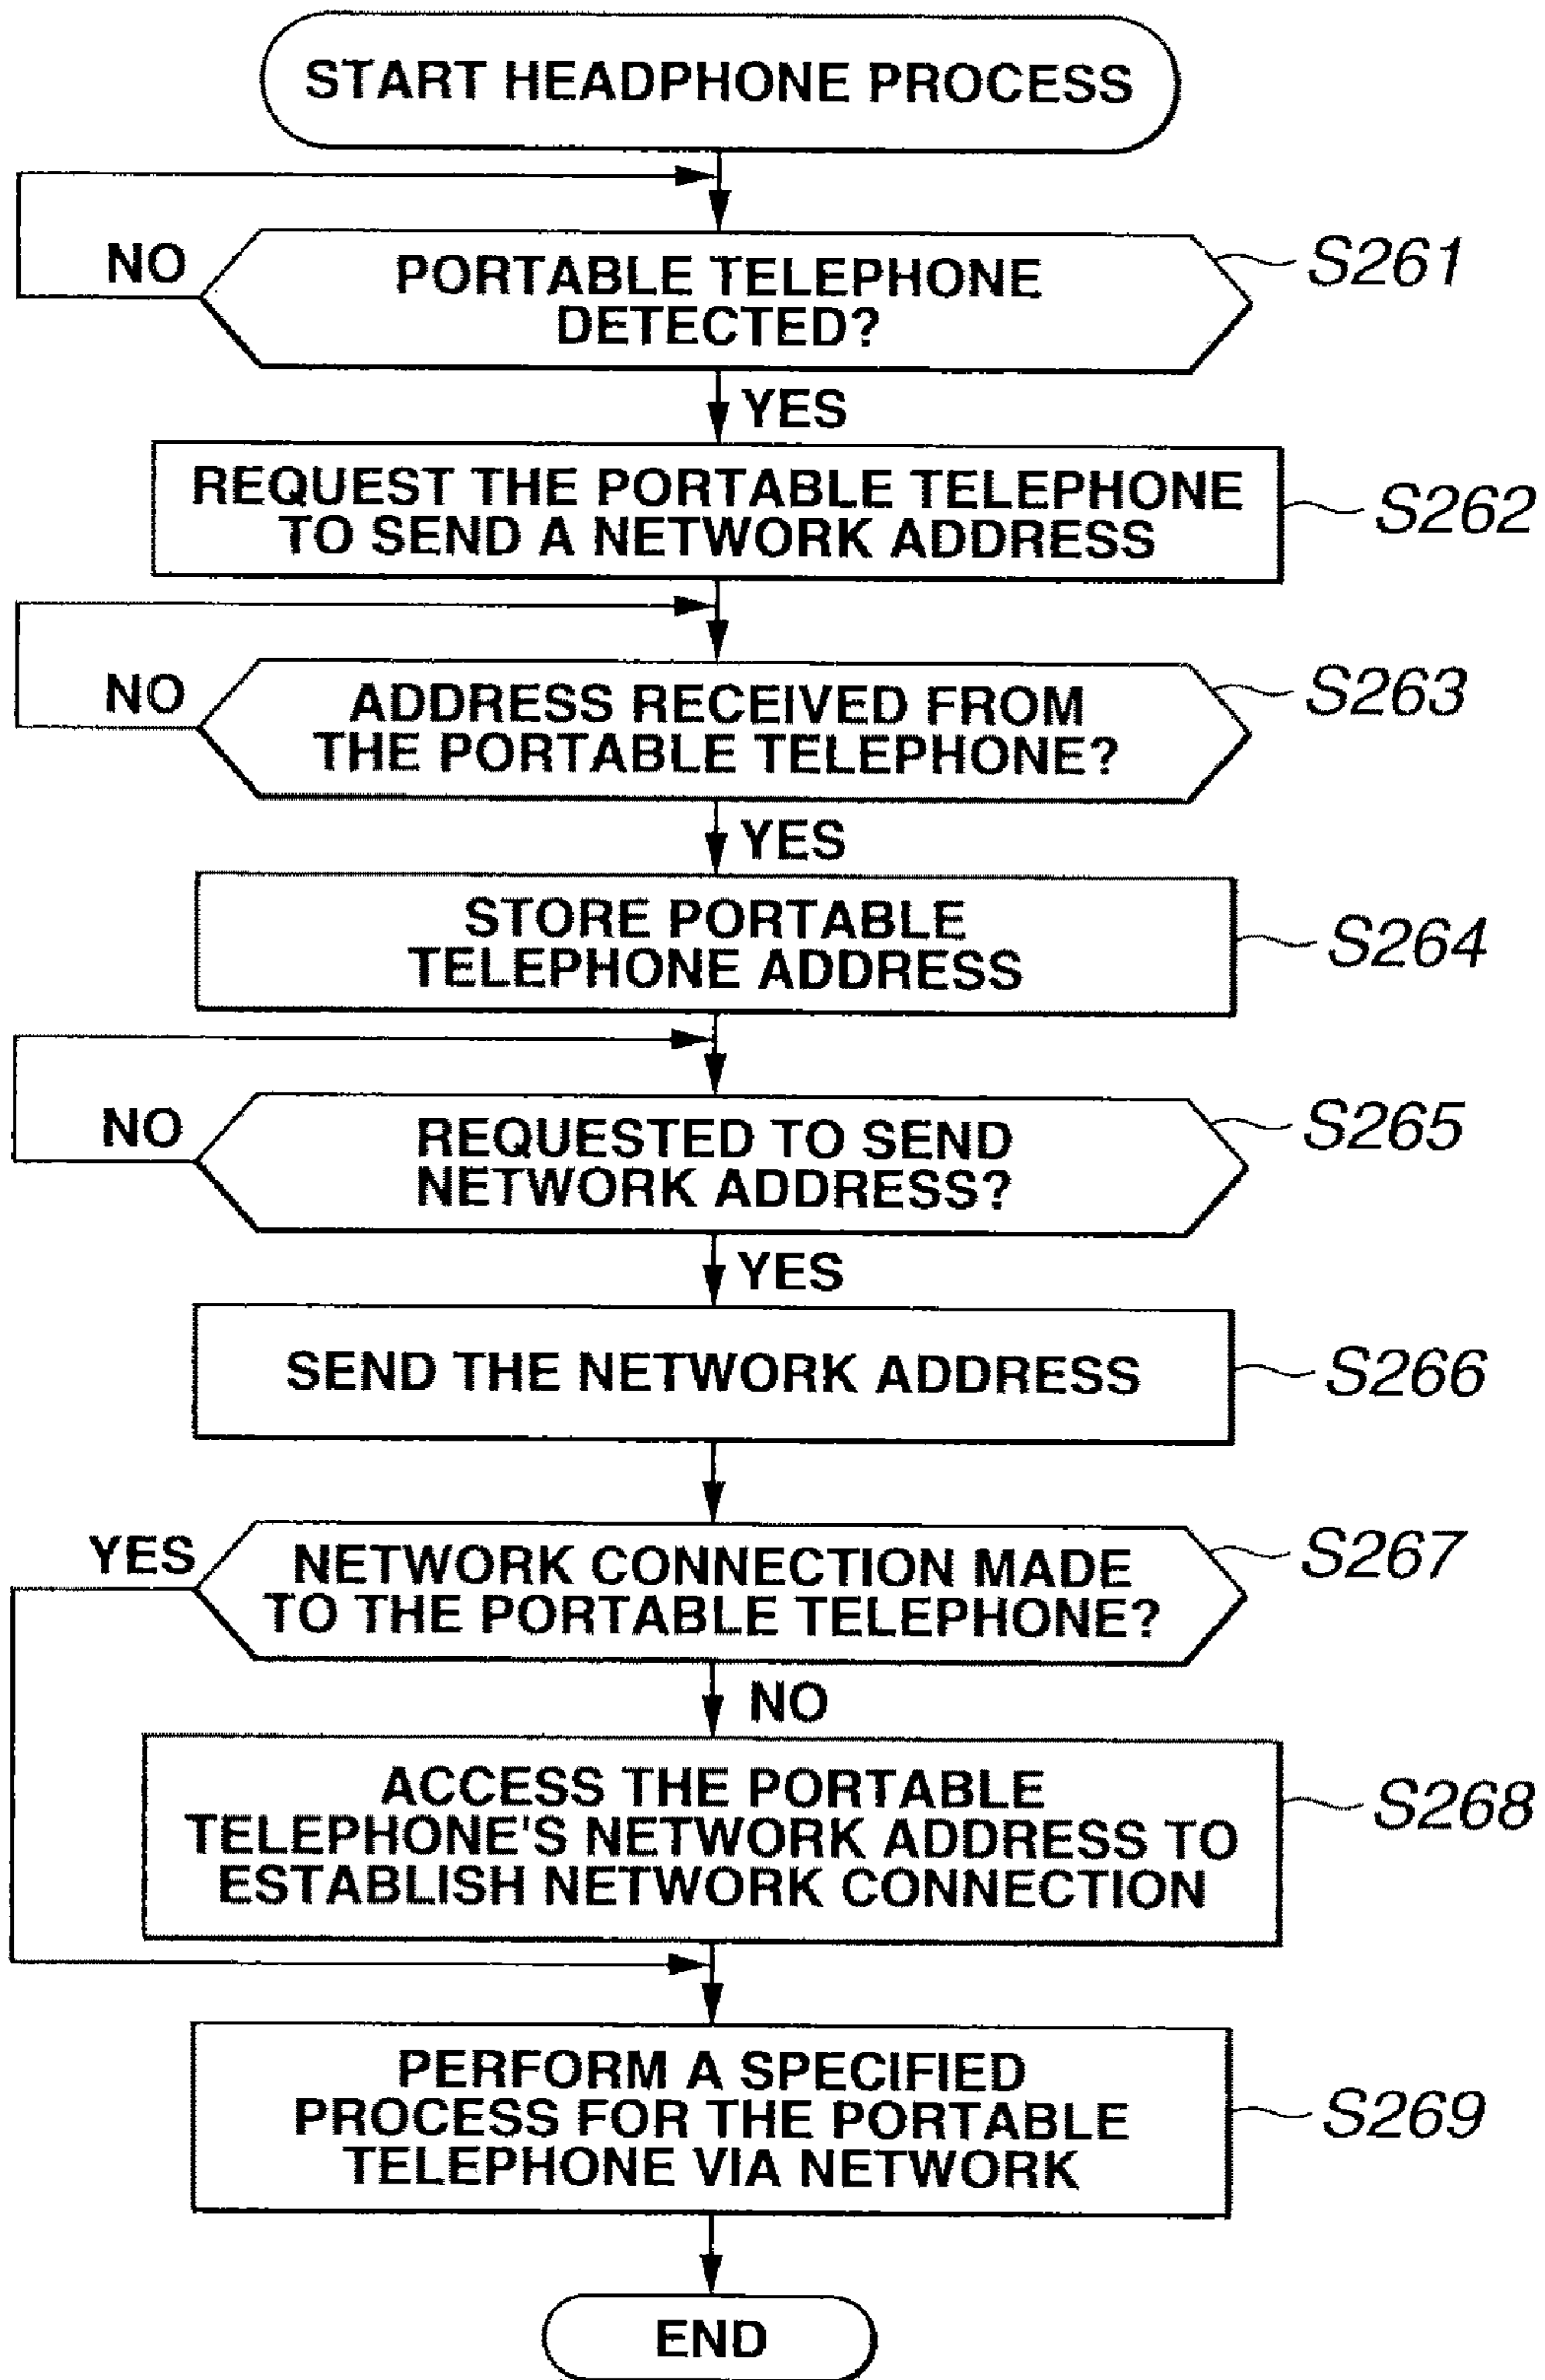 START HEADPHONE PROCESS
NO
PORTABLE TELEPHONE
DETECTED?
S261
YES
REQUEST THE PORTABLE TELEPHONE
TO SEND A NETWORK ADDRESS
S262
NO
ADDRESS RECEIVED FROM
THE PORTABLE TELEPHONE?
S263
YES
STORE PORTABLE
TELEPHONE ADDRESS
S264
NO
REQUESTED TO SEND
NETWORK ADDRESS?
S265
YES
SEND THE NETWORK ADDRESS
S266
YES
NETWORK CONNECTION MADE
TO THE PORTABLE TELEPHONE?
S267
NO
ACCESS THE PORTABLE
TELEPHONE'S NETWORK ADDRESS TO
ESTABLISH NETWORK CONNECTION
S268
PERFORM A SPECIFIED
PROCESS FOR THE PORTABLE
TELEPHONE VIA NETWORK
S269
END